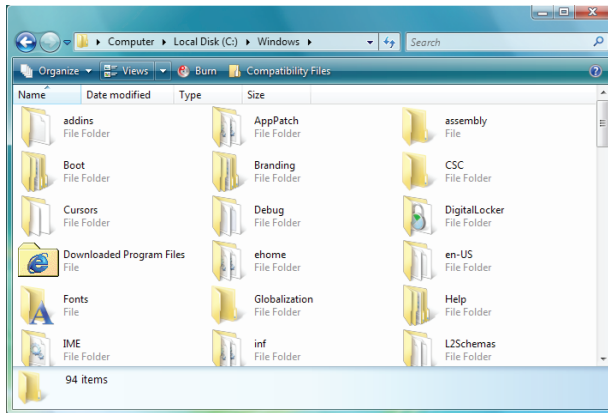 Computer Local Disk (C:) Windows Search
Organize Views Burn Compatibility Files
Name Date modified Type Size
addins AppPatch assembly
File Folder File Folder File
Boot Branding CSC
File Folder File Folder File Folder
Cursors Debug DigitalLocker
File Folder File Folder File Folder
Downloaded Program Files ehome en-US
File File Folder File Folder
Fonts Globalization Help
File File Folder File Folder
IME inf L2Schemas
File Folder File Folder File Folder
94 items